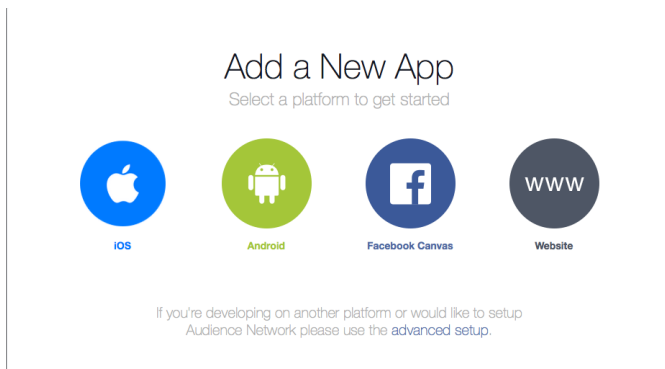 Add a New App
Select a platform to get started
www
iOS
Android
Facebook Canvas
Website
If you're developing on another platform or would like to setup
Audience Network please use the advanced setup.